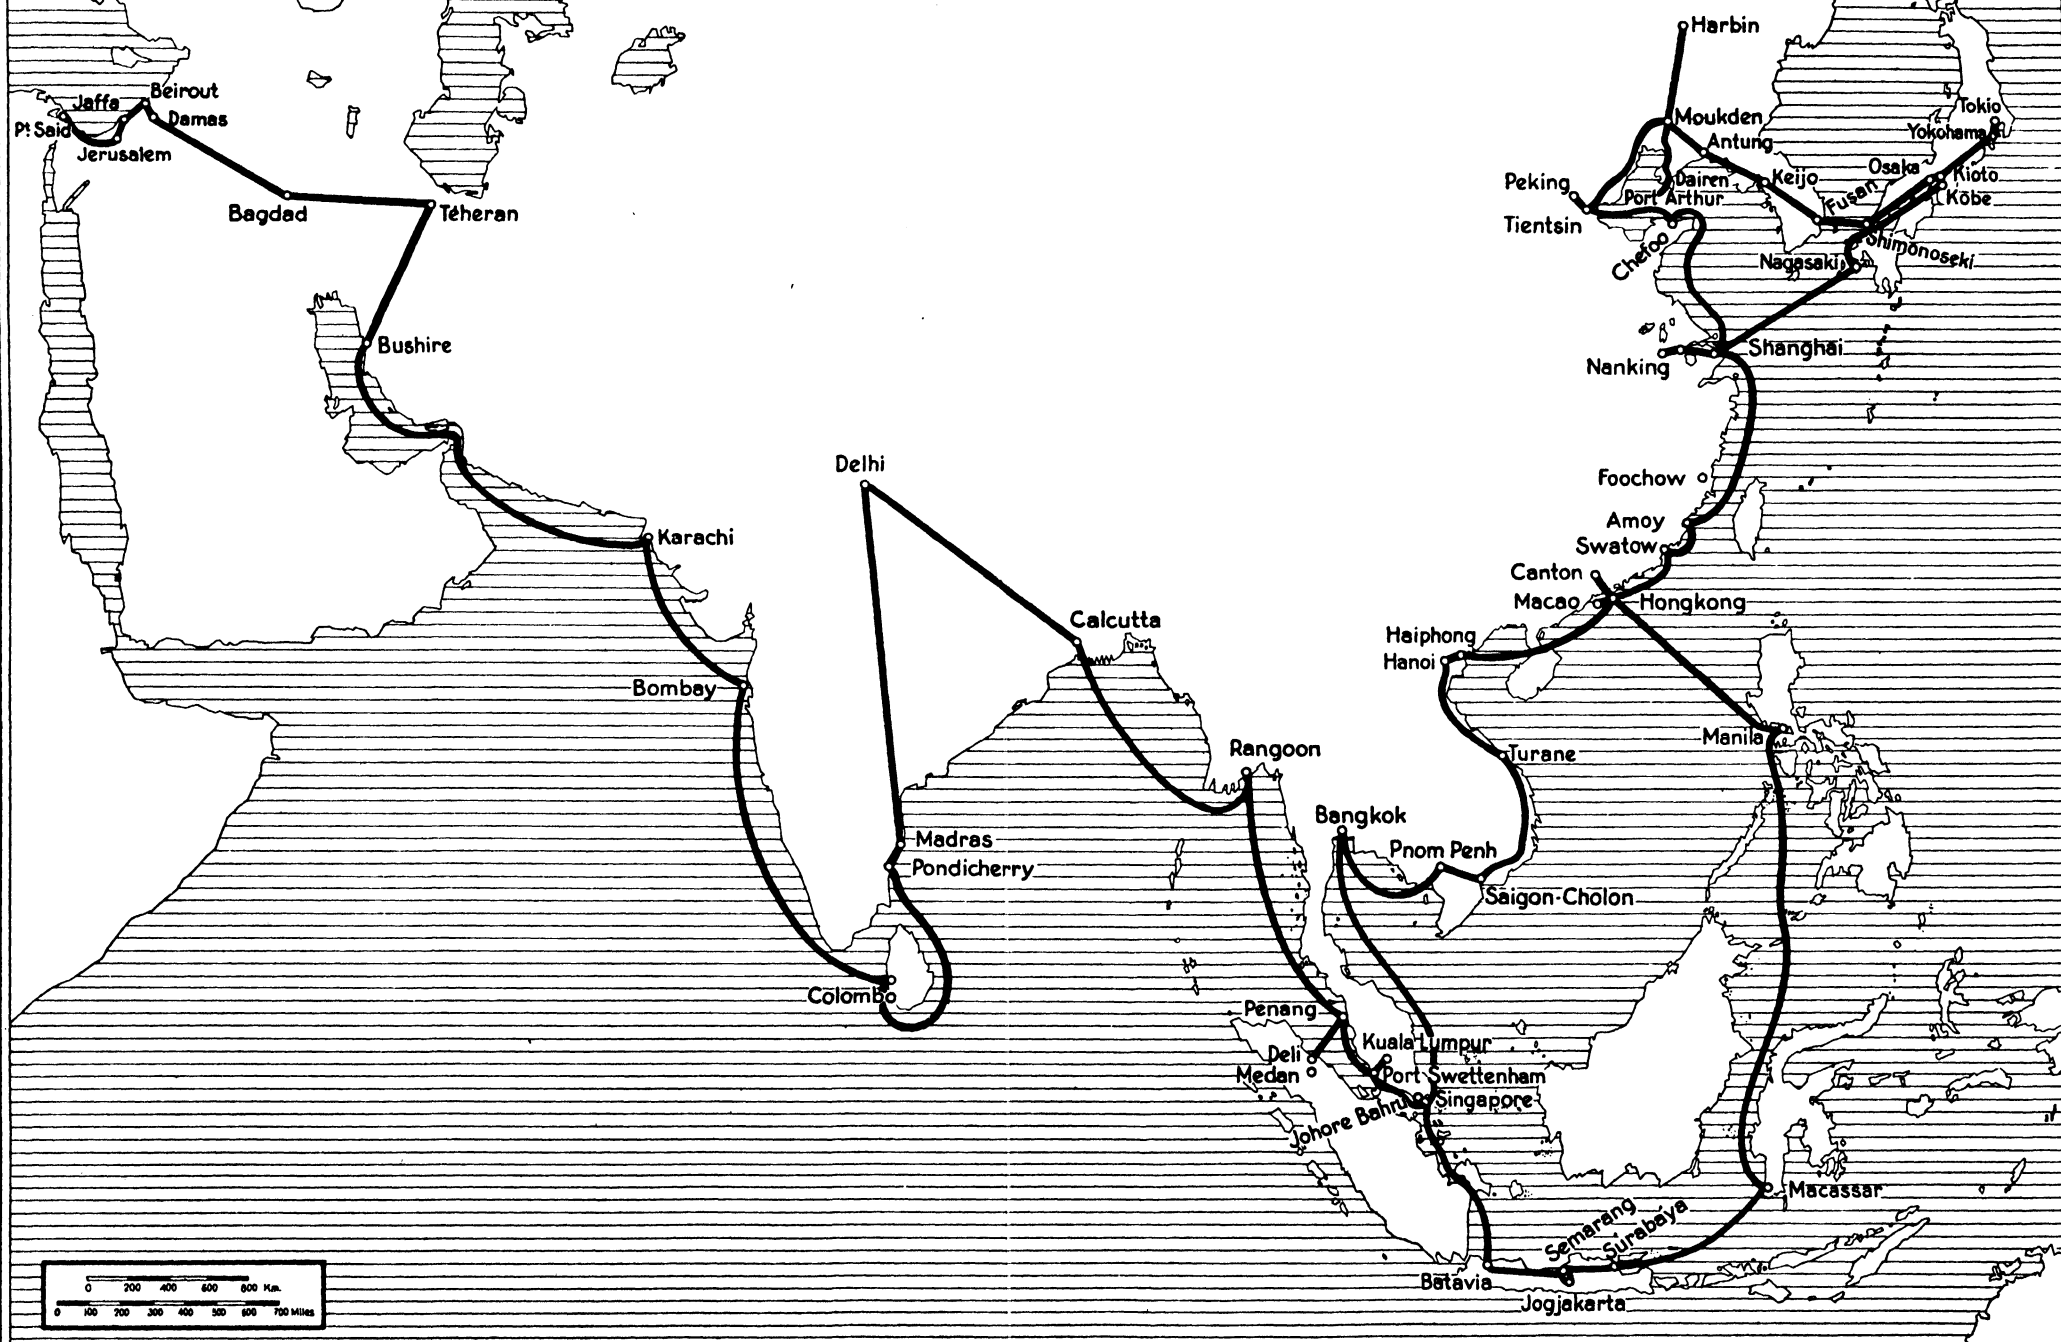 Harbin
Jaffa
Beirout
Pt Said
Damas
Jerusalem
Moukden
Tokio
Antung
Yokohama
Osaka
Kioto
Peking
Dairen
Keijo
Port Arthur
Fusan
Kobe
Bagdad
Téheran
Tientsin
Chefoo
Shimonoseki
Nagasaki
Bushire
Shanghai
Nanking
Delhi
Foochow
Amoy
Karachi
Swatow
Canton
Macao
Hongkong
Calcutta
Haiphong
Hanoi
Bombay
Manila
Rangoon
Turane
Bangkok
Madras
Pnom Penh
Pondicherry
Saigon-Cholon
Colombo
Penang
Kuala Lumpur
Deli
Medan
Port Swettenham
Singapore
Johore Bahru
Macassar
Semarang
Surabaya
Batavia
Jogjakarta
0 200 400 600 800 Km.
0 100 200 300 400 500 600 700 Miles